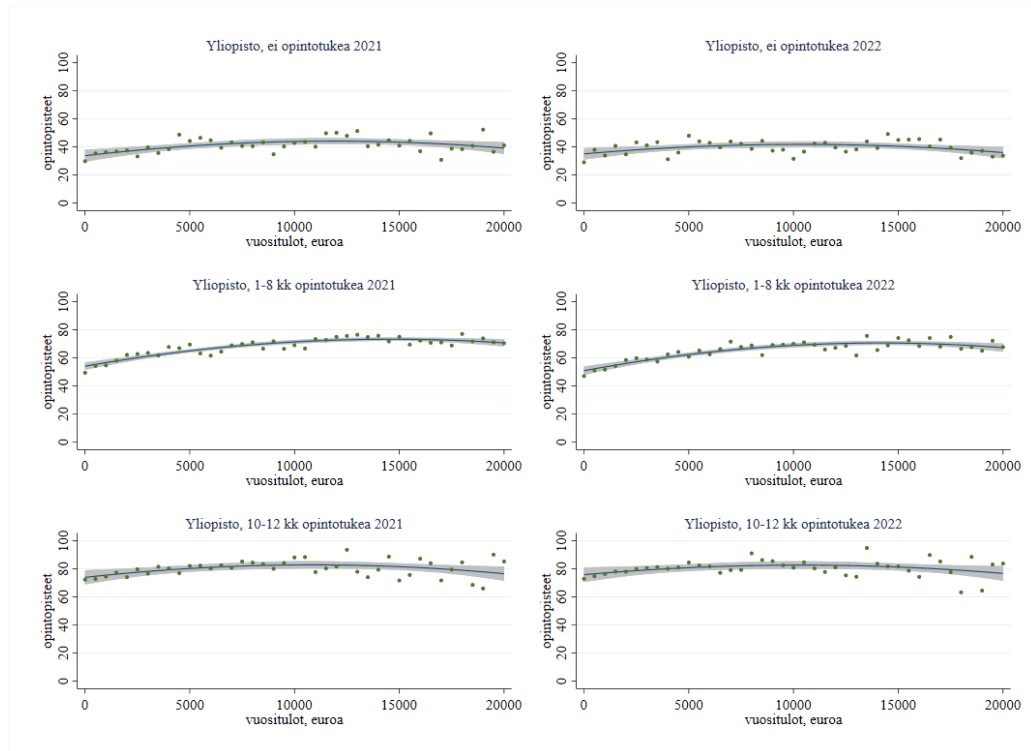 Yliopisto, ei opintotukea 2021
opintopisteet
0 20 40 60 80 100
0 5000 10000 15000 20000
vuositulot, euroa
Yliopisto, ei opintotukea 2022
opintopisteet
0 20 40 60 80 100
0 5000 10000 15000 20000
vuositulot, euroa
Yliopisto, 1-8 kk opintotukea 2021
opintopisteet
0 20 40 60 80 100
0 5000 10000 15000 20000
vuositulot, euroa
Yliopisto, 1-8 kk opintotukea 2022
opintopisteet
0 20 40 60 80 100
0 5000 10000 15000 20000
vuositulot, euroa
Yliopisto, 10-12 kk opintotukea 2021
opintopisteet
0 20 40 60 80 100
0 5000 10000 15000 20000
vuositulot, euroa
Yliopisto, 10-12 kk opintotukea 2022
opintopisteet
0 20 40 60 80 100
0 5000 10000 15000 20000
vuositulot, euroa